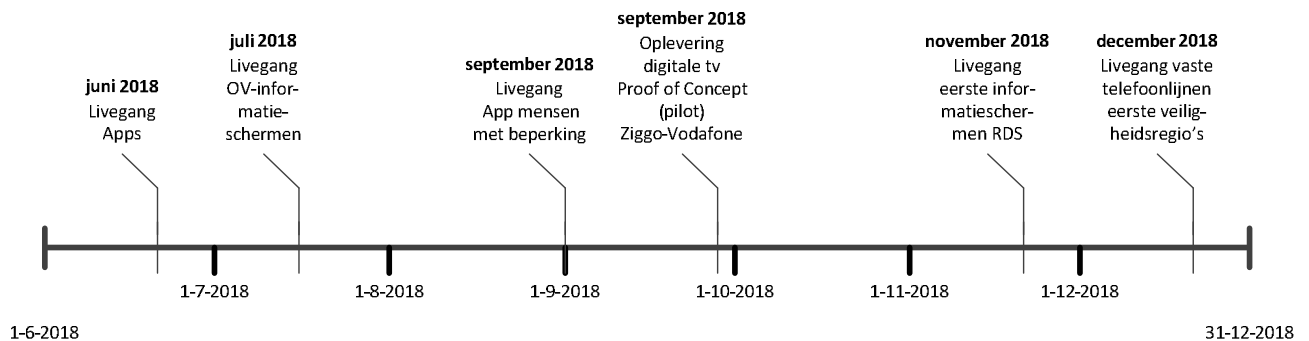 juni 2018
Livegang
Apps
juli 2018
Livegang
OV-infor-
matie-
schermen
september 2018
Livegang
App mensen
met beperking
september 2018
Oplevering
digitale tv
Proof of Concept
(pilot)
Ziggo-Vodafone
november 2018
Livegang
eerste infor-
matiescher-
men RDS
december 2018
Livegang vaste
telefoonlijnen
eerste veilig-
heidsregio's
1-7-2018
1-8-2018
1-9-2018
1-10-2018
1-11-2018
1-12-2018
1-6-2018
31-12-2018